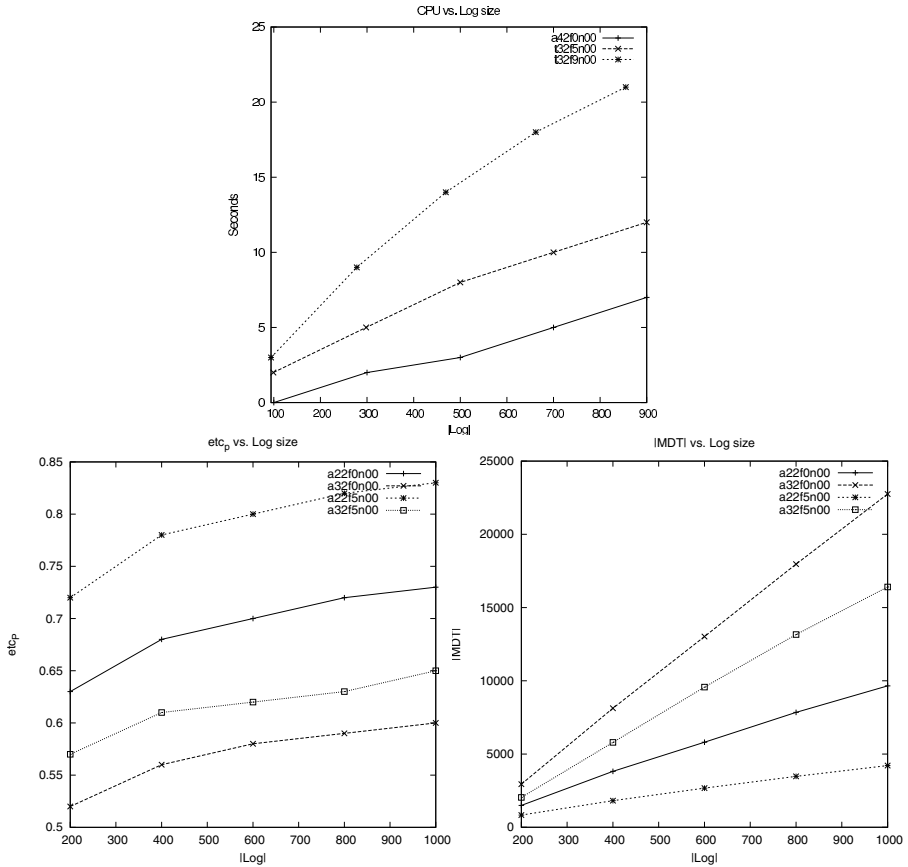 CPU vs. Log size
25
20
15
10
5
0
Seconds
a42f0n00
t32f5n00
t32f9n00
100 200 300 400 500 600 700 800 900
|Log|
etcp vs. Log size
0.85
0.8
0.75
0.7
0.65
0.6
0.55
0.5
etcp
a22f0n00
a32f0n00
a22f5n00
a32f5n00
200 300 400 500 600 700 800 900 1000
|Log|
|MDT| vs. Log size
25000
20000
15000
10000
5000
0
|MDT|
a22f0n00
a32f0n00
a22f5n00
a32f5n00
200 300 400 500 600 700 800 900 1000
|Log|